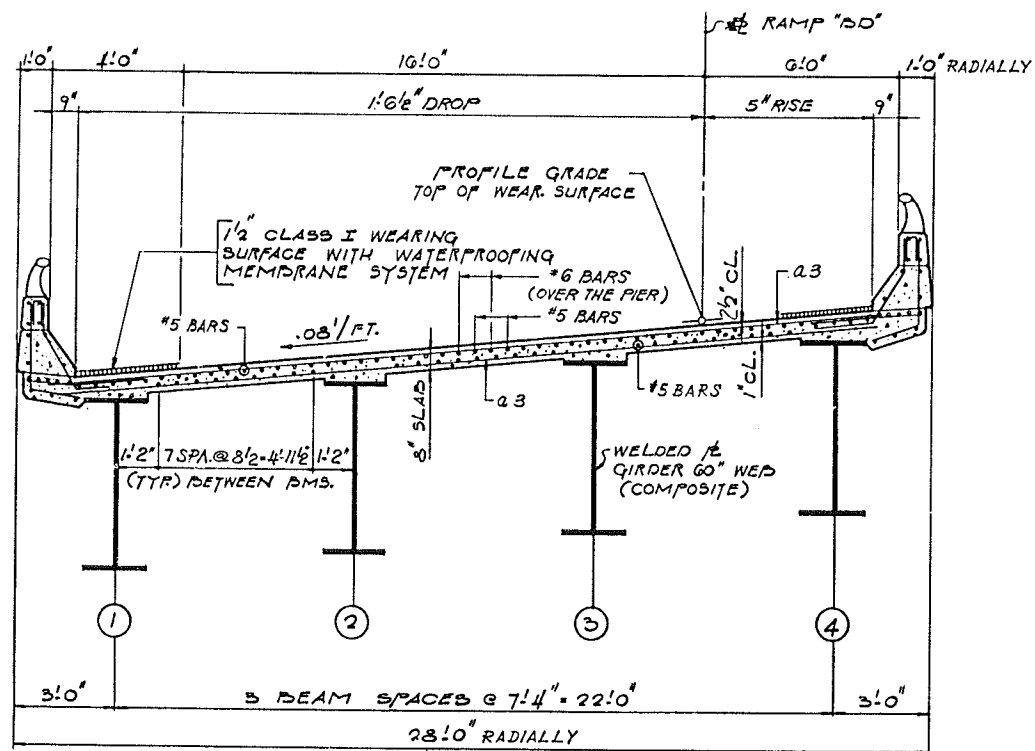 ℄ RAMP "BD"
1'-0" 4'-0" 16'-0" 6'-0" 1'-0" RADIALLY
9" 1'-6½" DROP 5" RISE 9"
PROFILE GRADE
TOP OF WEAR. SURFACE
1½" CLASS I WEARING
SURFACE WITH WATERPROOFING
MEMBRANE SYSTEM
#6 BARS
(OVER THE PIER)
#5 BARS
#5 BARS
.08'/FT.
2½" CL.
a3
8" SLAB
a3
#5 BARS
1" CL.
1'-2" 7 SPA.@8½=4'-11½ 1'-2"
(TYP.) BETWEEN BMS.
WELDED ℄
GIRDER 60" WEB
(COMPOSITE)
1 2 3 4
3'-0" 3 BEAM SPACES @ 7'-4" = 22'-0" 3'-0"
28'-0" RADIALLY